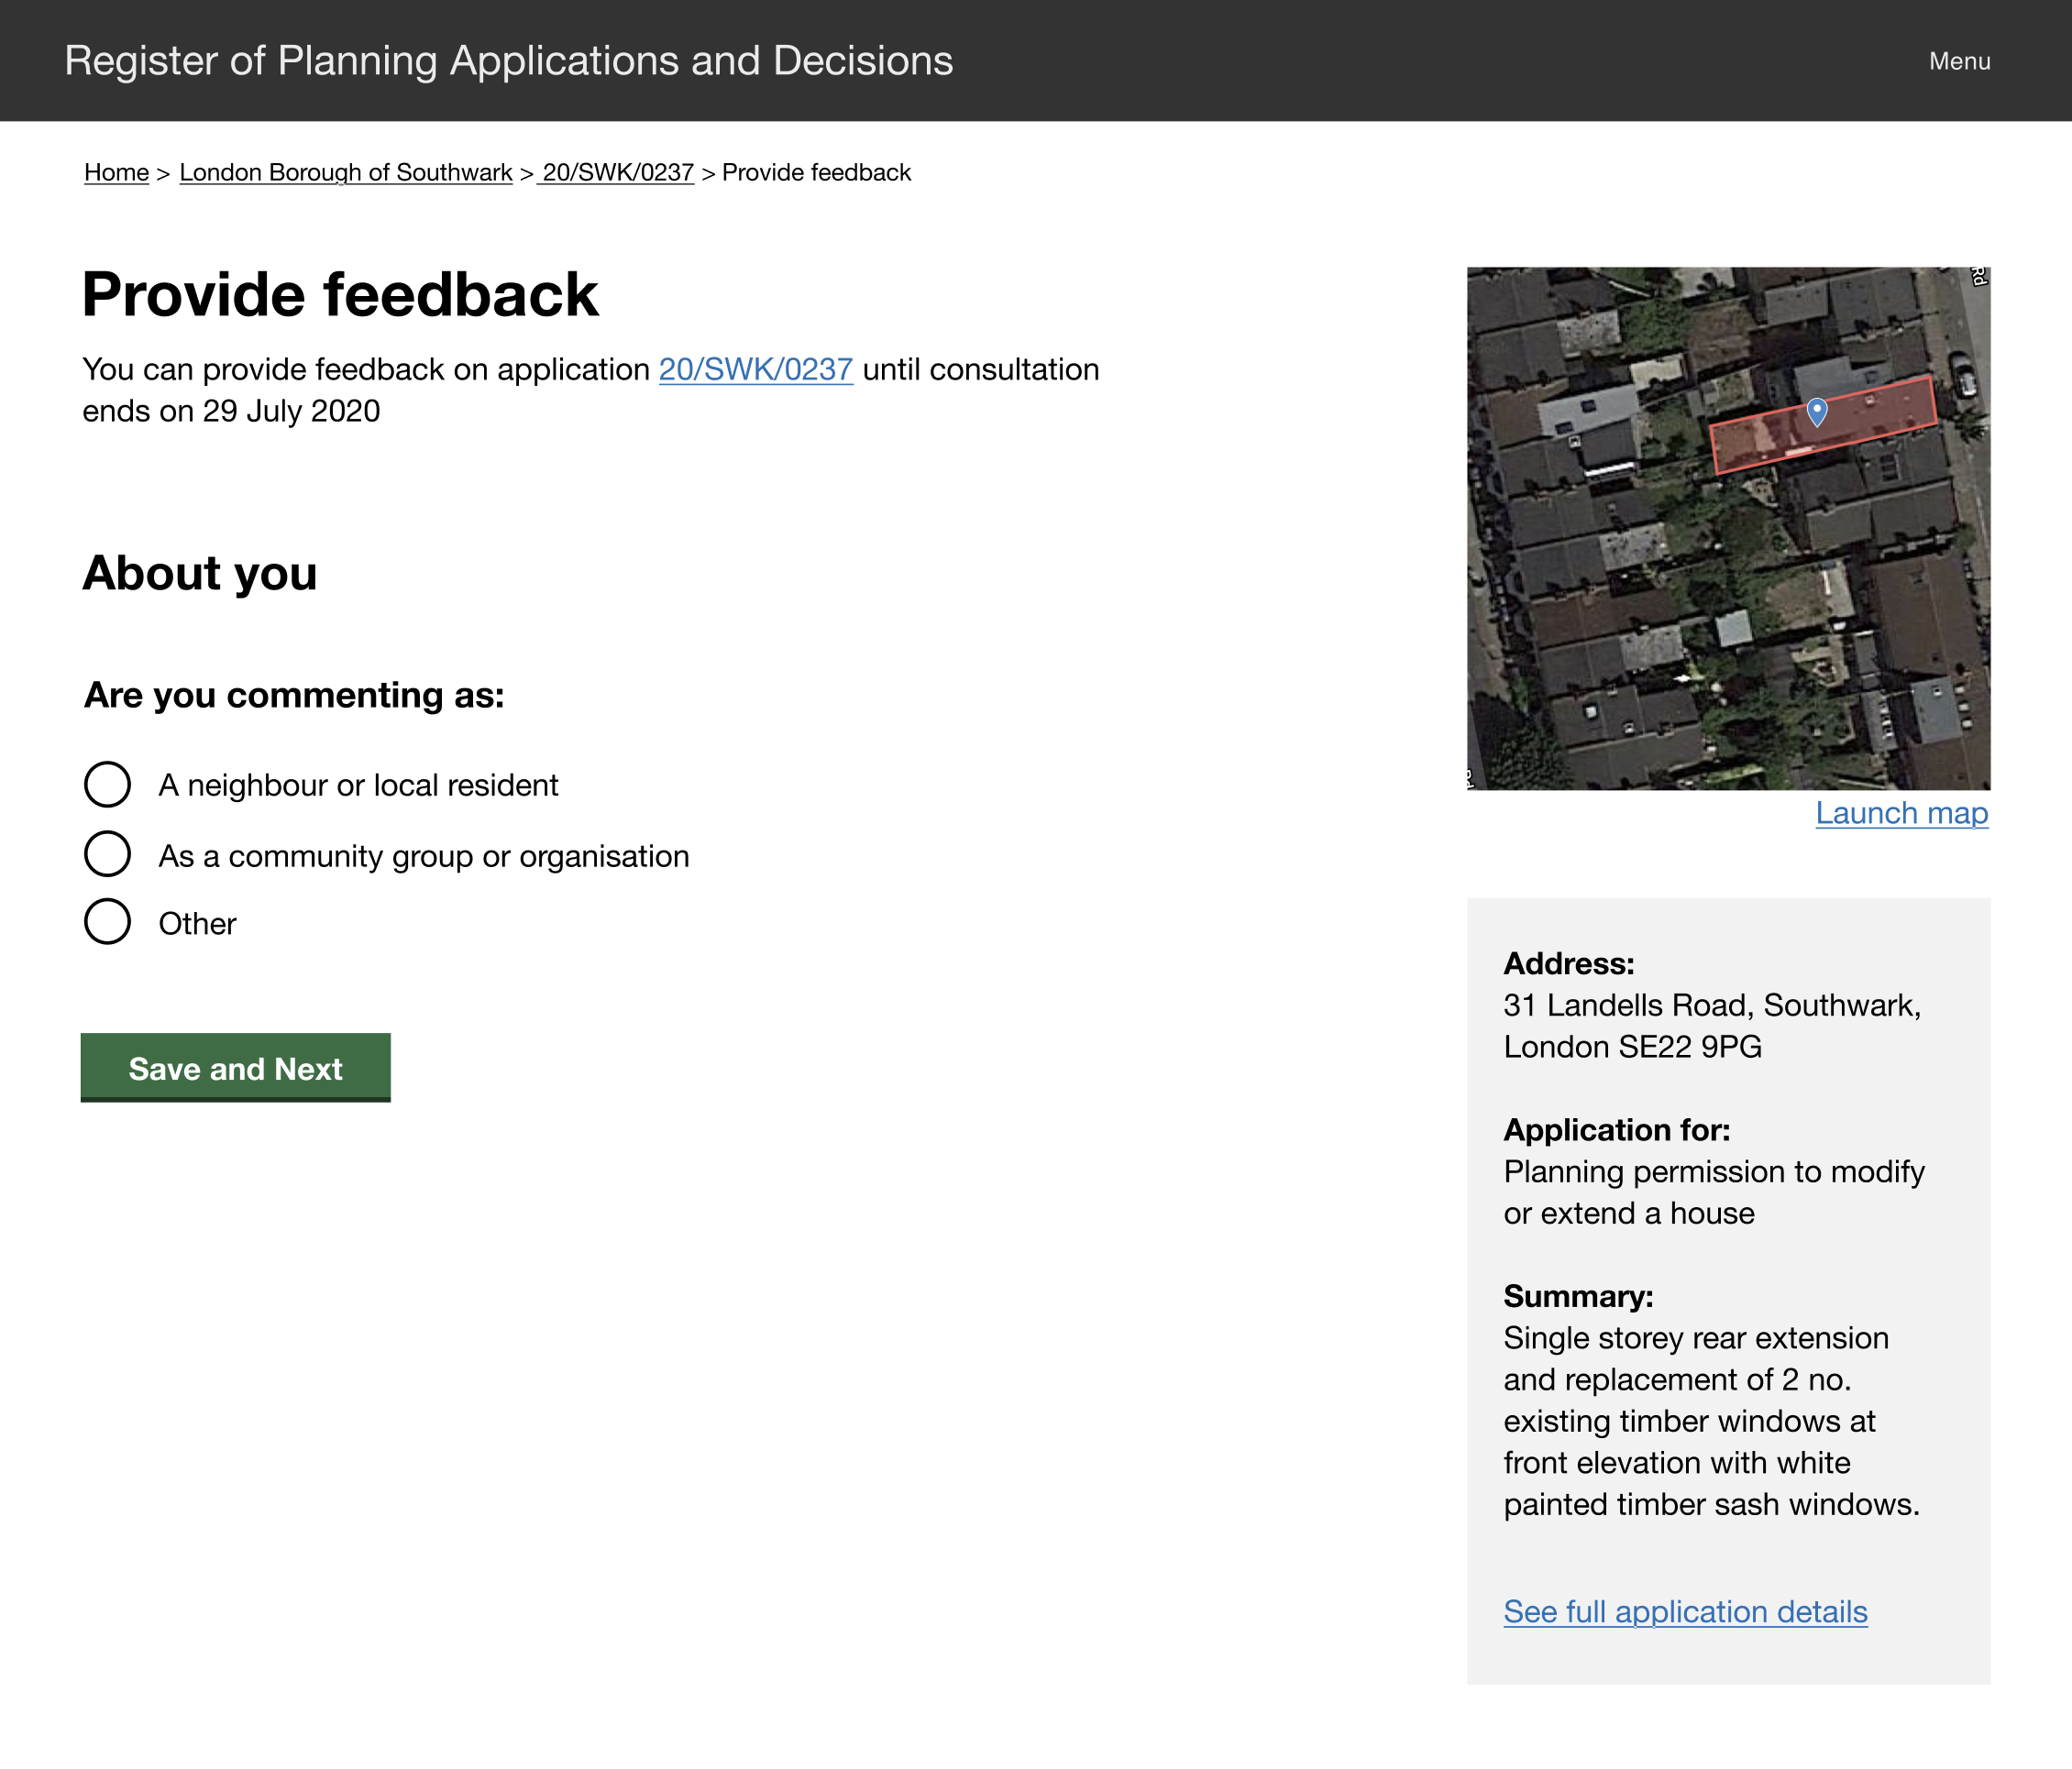 Register of Planning Applications and Decisions
Menu
Home > London Borough of Southwark > 20/SWK/0237 > Provide feedback
Provide feedback
You can provide feedback on application 20/SWK/0237 until consultation
ends on 29 July 2020
About you
Are you commenting as:
A neighbour or local resident
As a community group or organisation
Other
Save and Next
Rd
Launch map
Address:
31 Landells Road, Southwark,
London SE22 9PG
Application for:
Planning permission to modify
or extend a house
Summary:
Single storey rear extension
and replacement of 2 no.
existing timber windows at
front elevation with white
painted timber sash windows.
See full application details